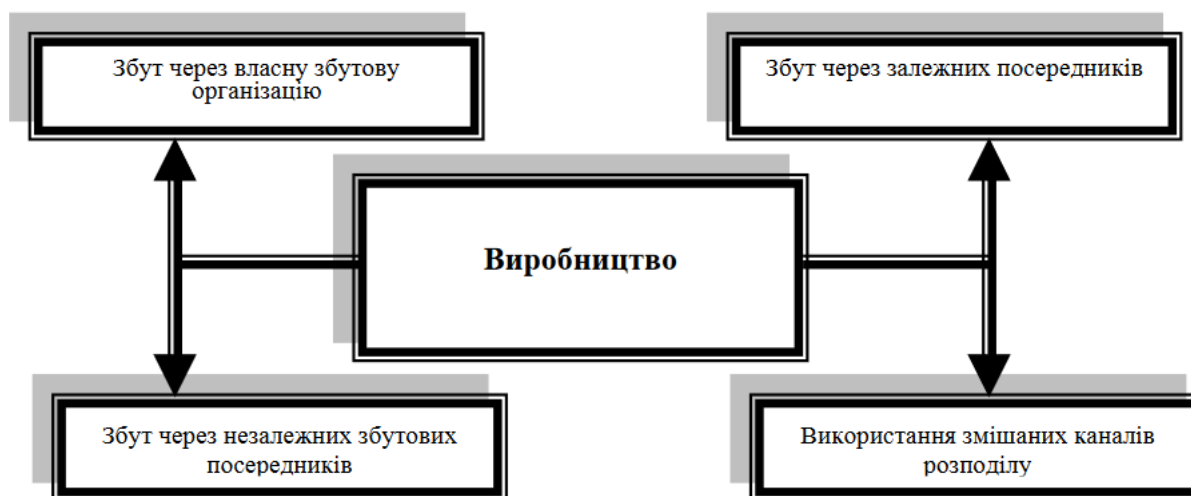 Збут через власну збутову
організацію
Збут через залежних посередників
Виробництво
Збут через незалежних збутових
посередників
Використання змішаних каналів
розподілу